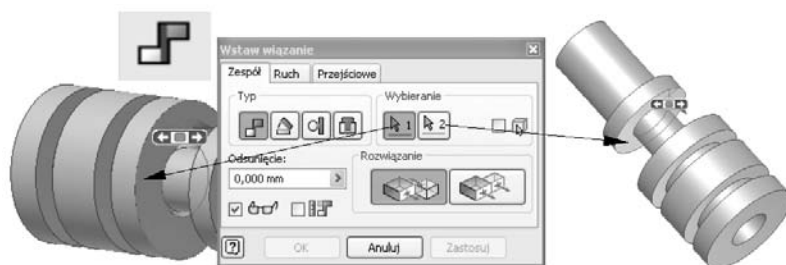 Wstaw wiązanie
Zespół Ruch Przejściowe
Typ
Wybieranie
1 2
Odsunięcie:
0,000 mm
Rozwiązanie
OK Anuluj Zastosuj